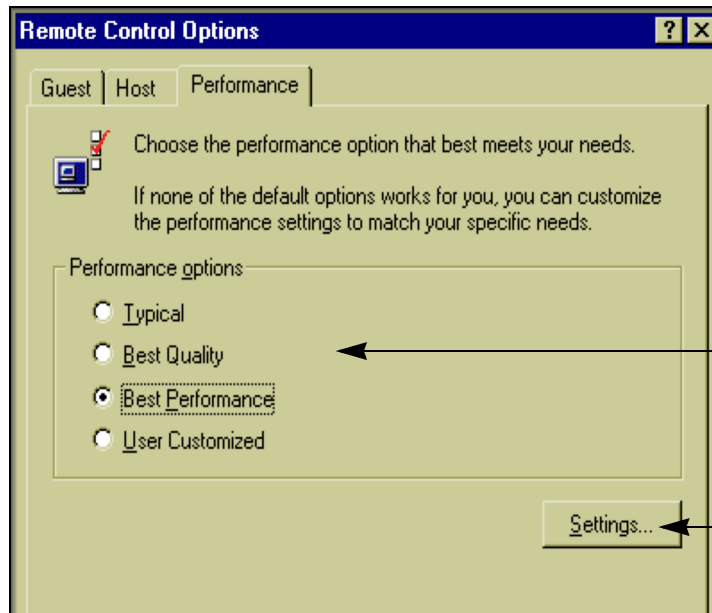 Remote Control Options
Guest Host Performance
Choose the performance option that best meets your needs.
If none of the default options works for you, you can customize
the performance settings to match your specific needs.
Performance options
Typical
Best Quality
Best Performance
User Customized
Settings...